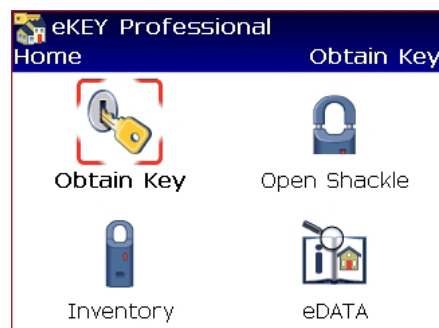 eKEY Professional
Home Obtain Key
Obtain Key Open Shackle
Inventory eDATA